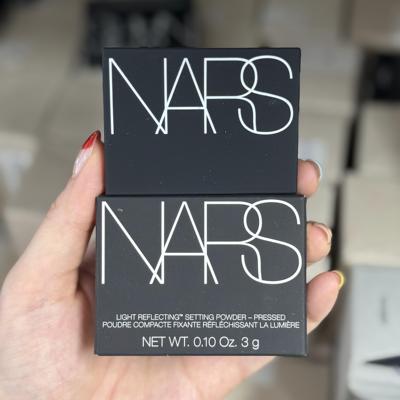 NARS
NARS
LIGHT REFLECTING™ SETTING POWDER – PRESSED
POUDRE COMPACTE FIXANTE RÉFLÉCHISSANT LA LUMIÈRE
NET WT. 0.10 Oz. 3 g